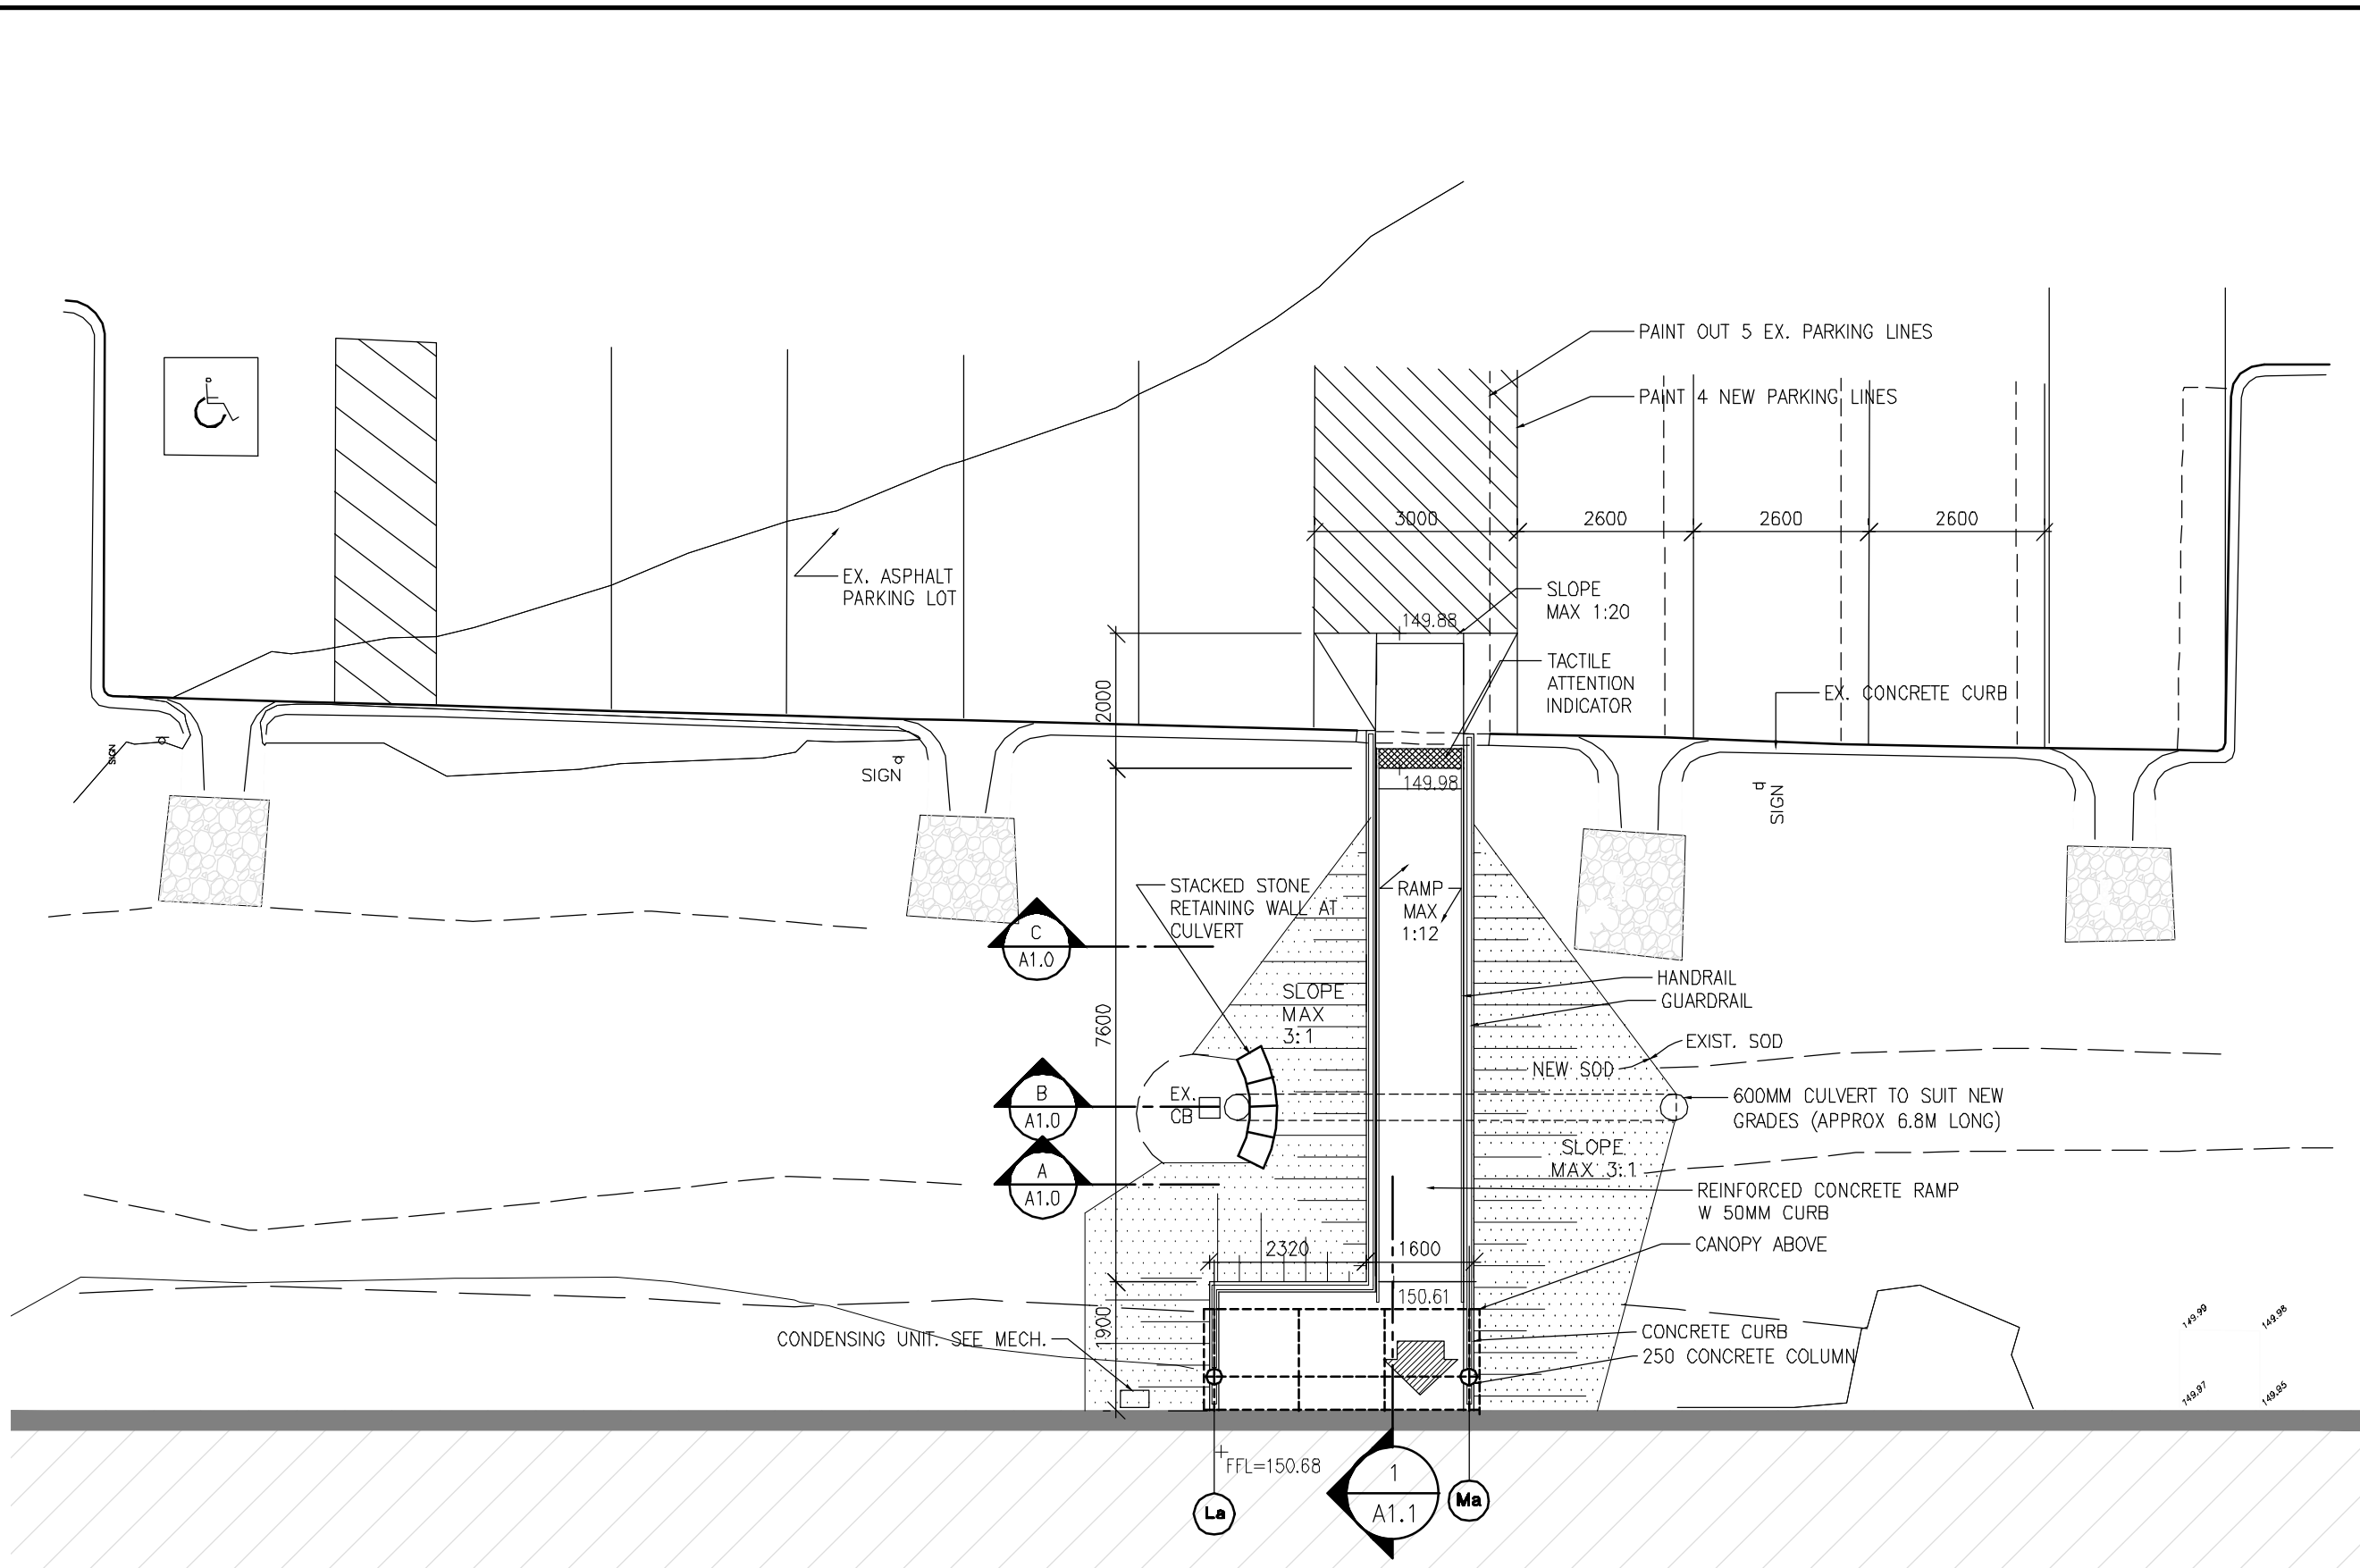 PAINT OUT 5 EX. PARKING LINES
PAINT 4 NEW PARKING LINES
3000
2600
2600
2600
EX. ASPHALT
PARKING LOT
SLOPE
MAX 1:20
149.88
TACTILE
ATTENTION
INDICATOR
EX. CONCRETE CURB
2000
SIGN
SIGN
SIGN
149.98
STACKED STONE
RETAINING WALL AT
CULVERT
RAMP
MAX
1:12
C
A1.0
HANDRAIL
GUARDRAIL
SLOPE
MAX
3:1
7600
EXIST. SOD
NEW SOD
EX.
CB
B
A1.0
600MM CULVERT TO SUIT NEW
GRADES (APPROX 6.8M LONG)
SLOPE
MAX 3:1
A
A1.0
REINFORCED CONCRETE RAMP
W 50MM CURB
2320
1600
CANOPY ABOVE
150.61
1900
CONDENSING UNIT. SEE MECH.
CONCRETE CURB
250 CONCRETE COLUMN
149.99
149.98
149.97
149.95
FFL=150.68
La
1
A1.1
Ma